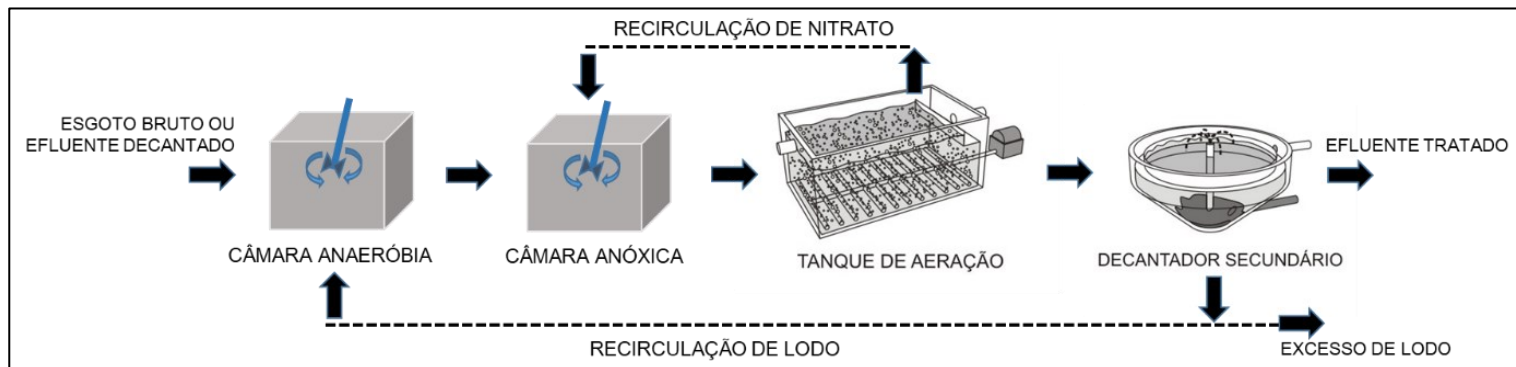 RECIRCULAÇÃO DE NITRATO
ESGOTO BRUTO OU
EFLUENTE DECANTADO
EFLUENTE TRATADO
CÂMARA ANAERÓBIA
CÂMARA ANÓXICA
TANQUE DE AERAÇÃO
DECANTADOR SECUNDÁRIO
RECIRCULAÇÃO DE LODO
EXCESSO DE LODO